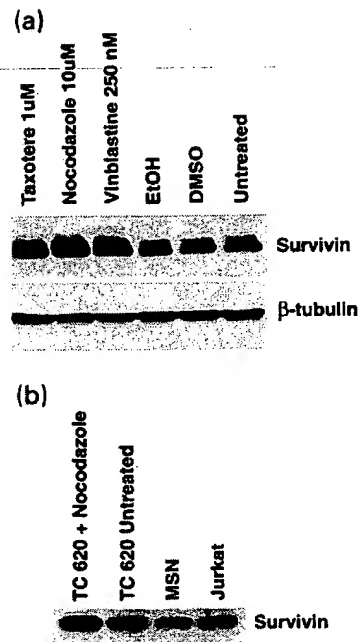 (a)
Taxotere 1uM
Nocodazole 10uM
Vinblastine 250 nM
EtOH
DMSO
Untreated
Survivin
β-tubulin
(b)
TC 620 + Nocodazole
TC 620 Untreated
MSN
Jurkat
Survivin